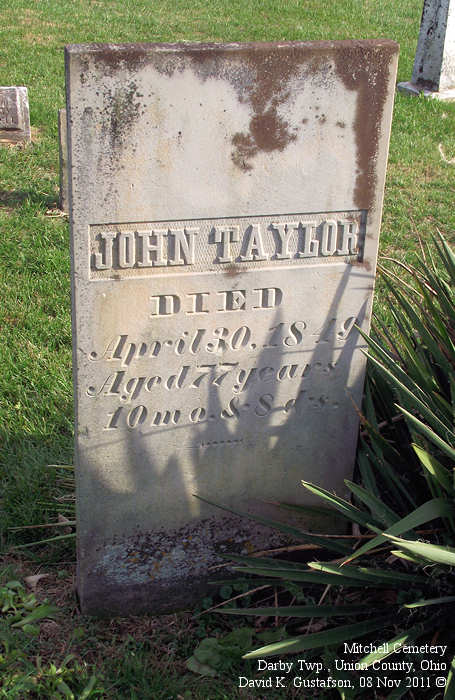 JOHN TAYLOR
DIED
April 30, 1849
Aged 77 years
10 mo. & 8 d's.
Mitchell Cemetery
Darby Twp., Union County, Ohio
David K. Gustafson, 08 Nov 2011 ©